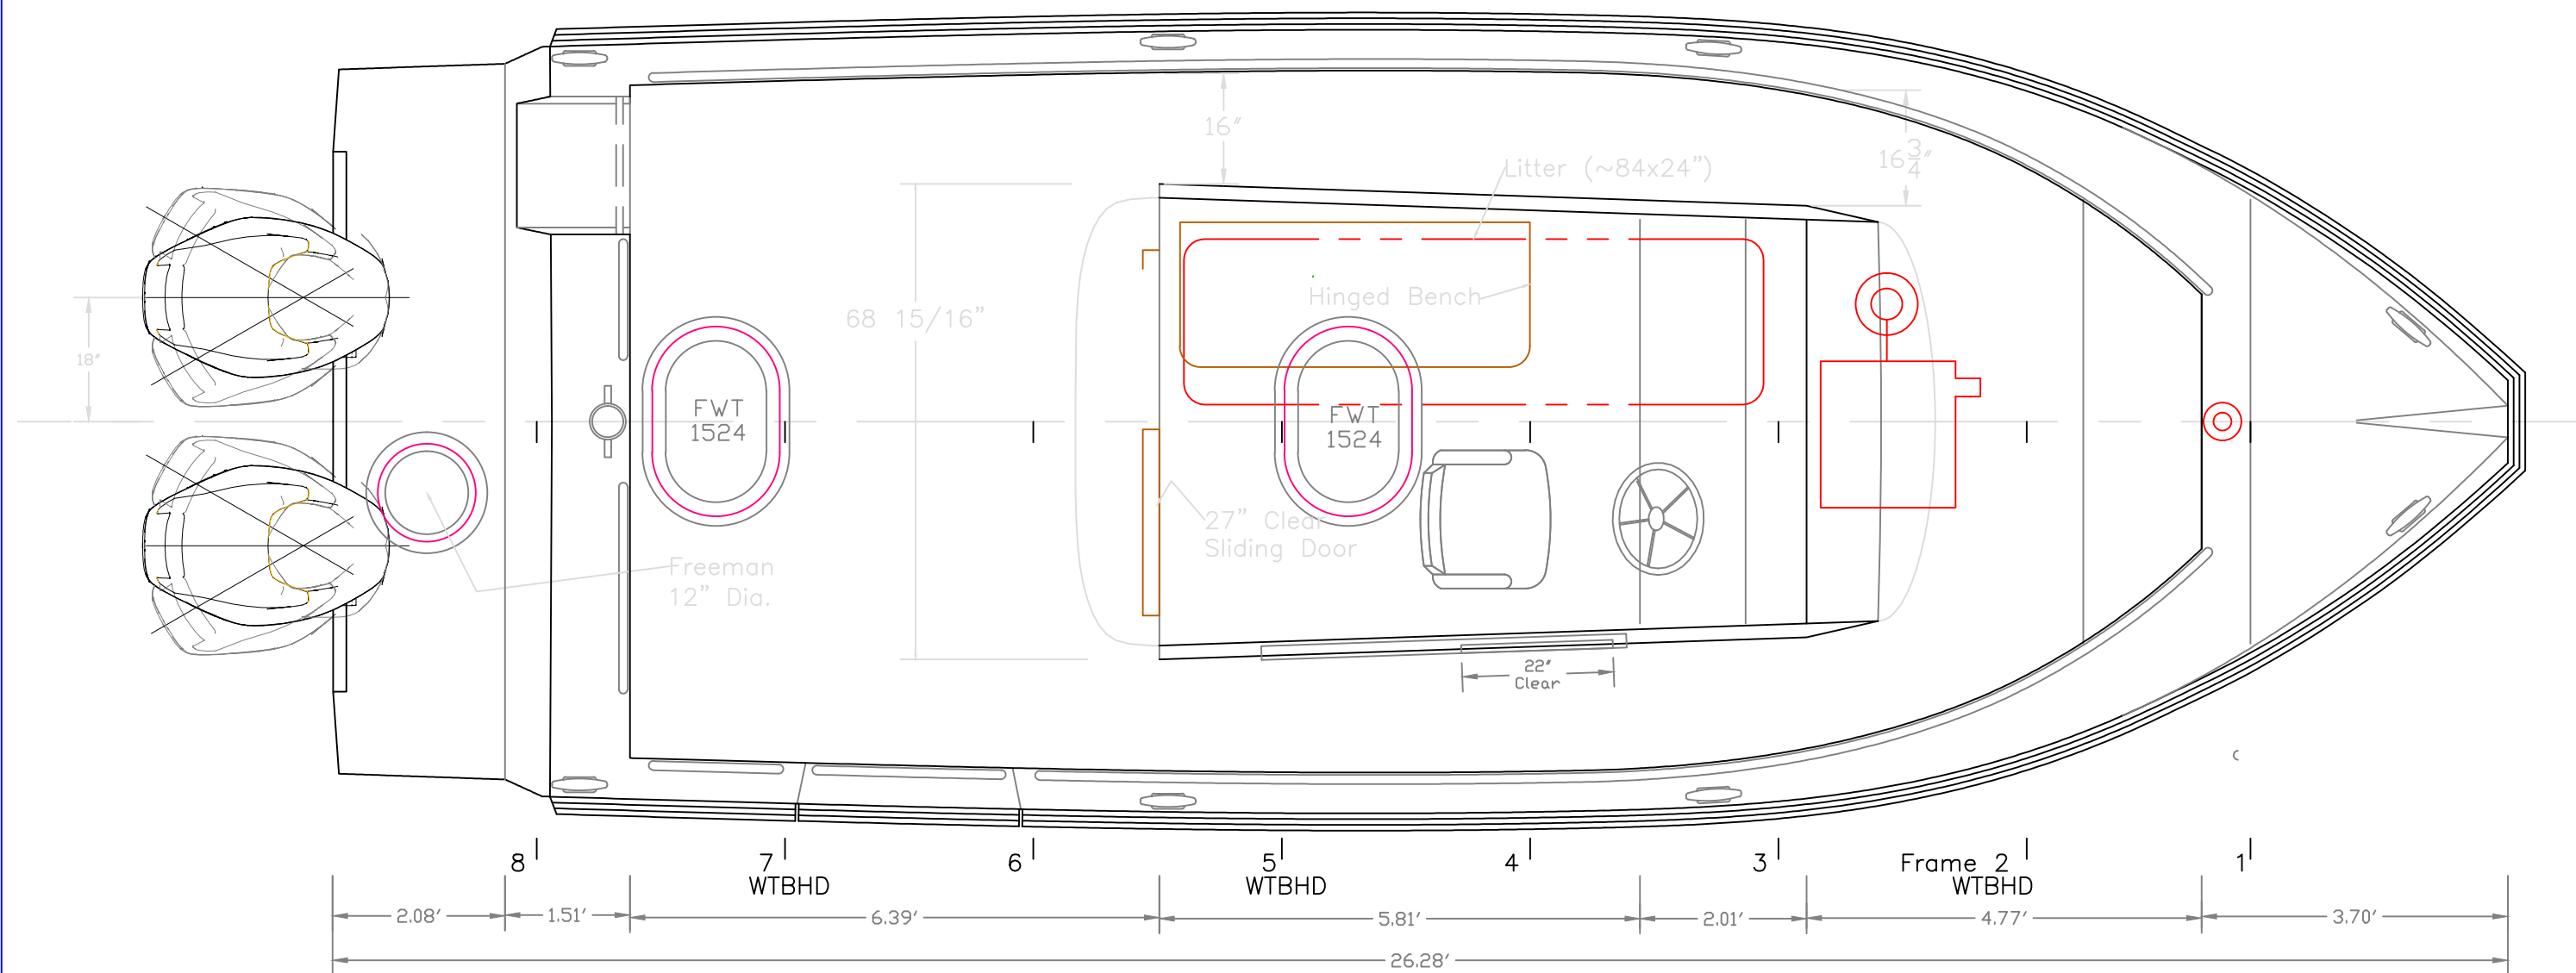 16"
16 3/4"
Litter (~84x24")
Hinged Bench
68 15/16"
18"
FWT
1524
FWT
1524
27" Clear
Sliding Door
Freeman
12" Dia.
22"
Clear
8
7
6
5
4
3
Frame 2
1
WTBHD
WTBHD
WTBHD
2.08'
1.51'
6.39'
5.81'
2.01'
4.77'
3.70'
26.28'